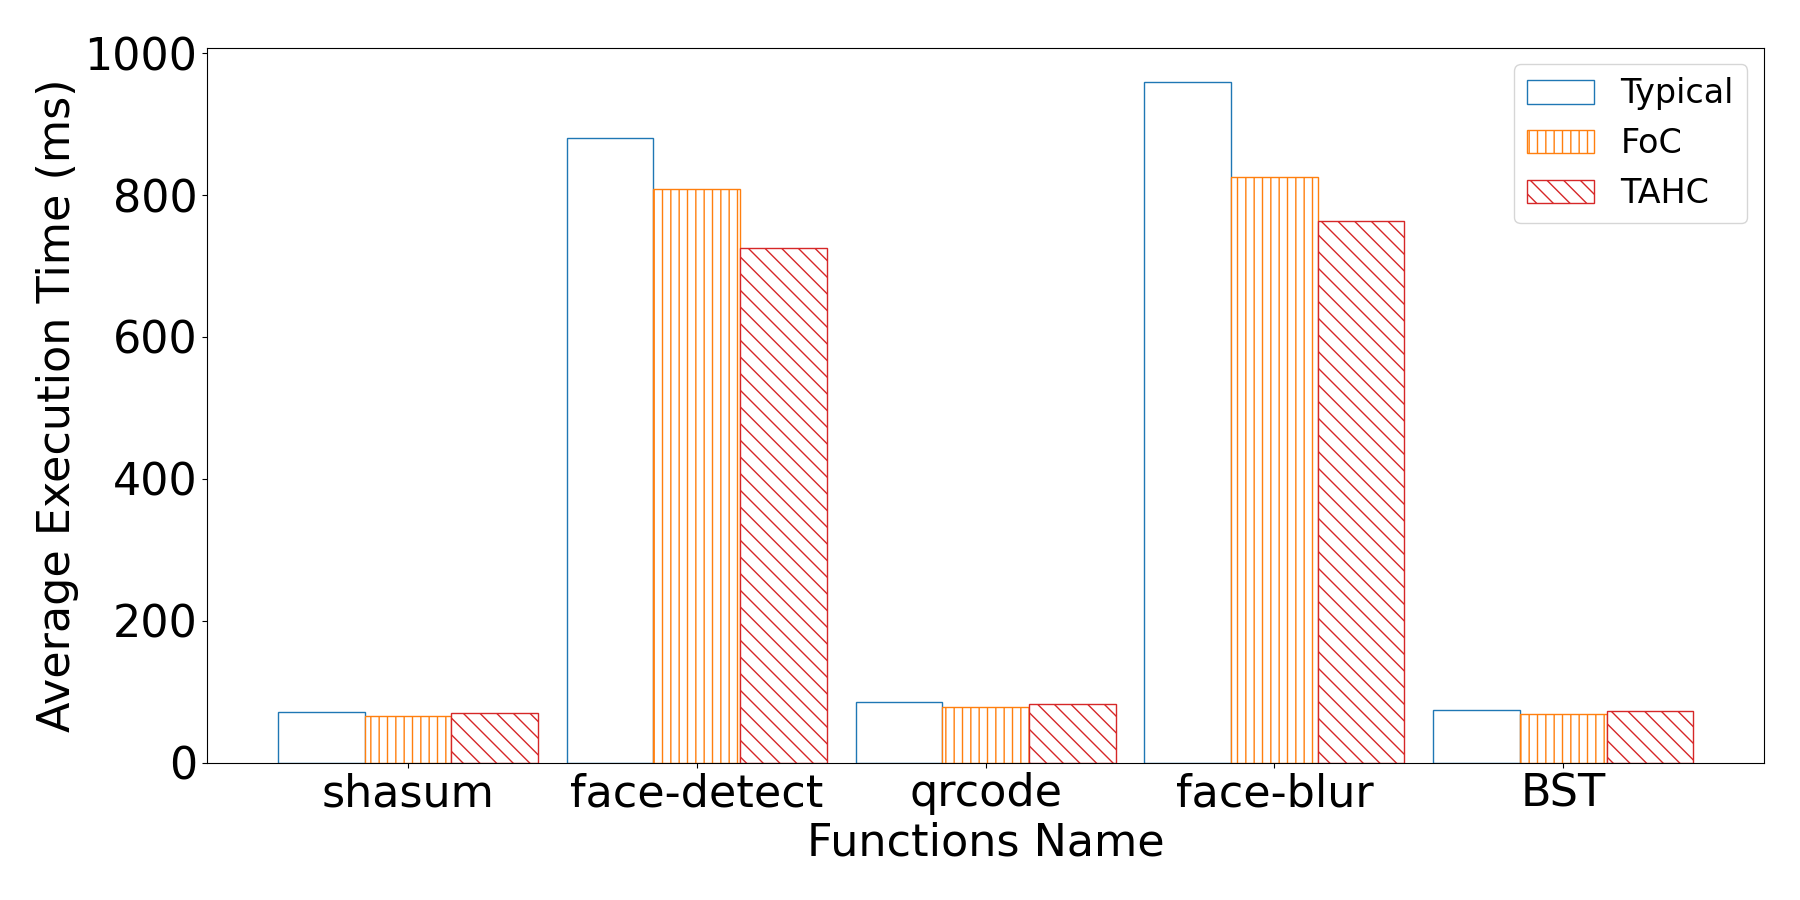 Average Execution Time (ms)
1000
800
600
400
200
0
Typical
FoC
TAHC
shasum face-detect qrcode face-blur BST
Functions Name